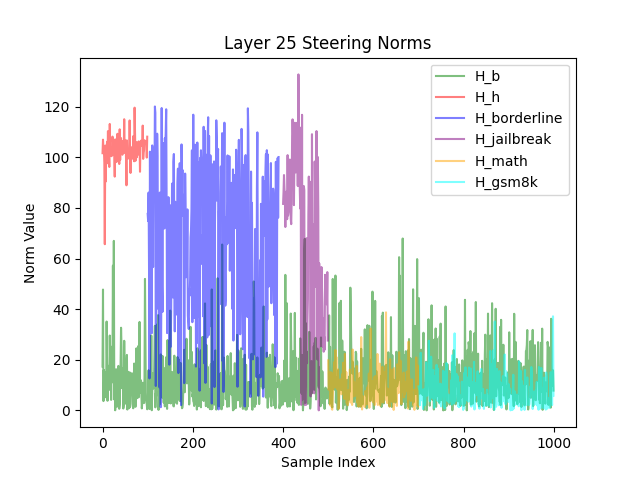 Layer 25 Steering Norms
H_b
H_h
H_borderline
H_jailbreak
H_math
H_gsm8k
Norm Value
120
100
80
60
40
20
0
0 200 400 600 800 1000
Sample Index